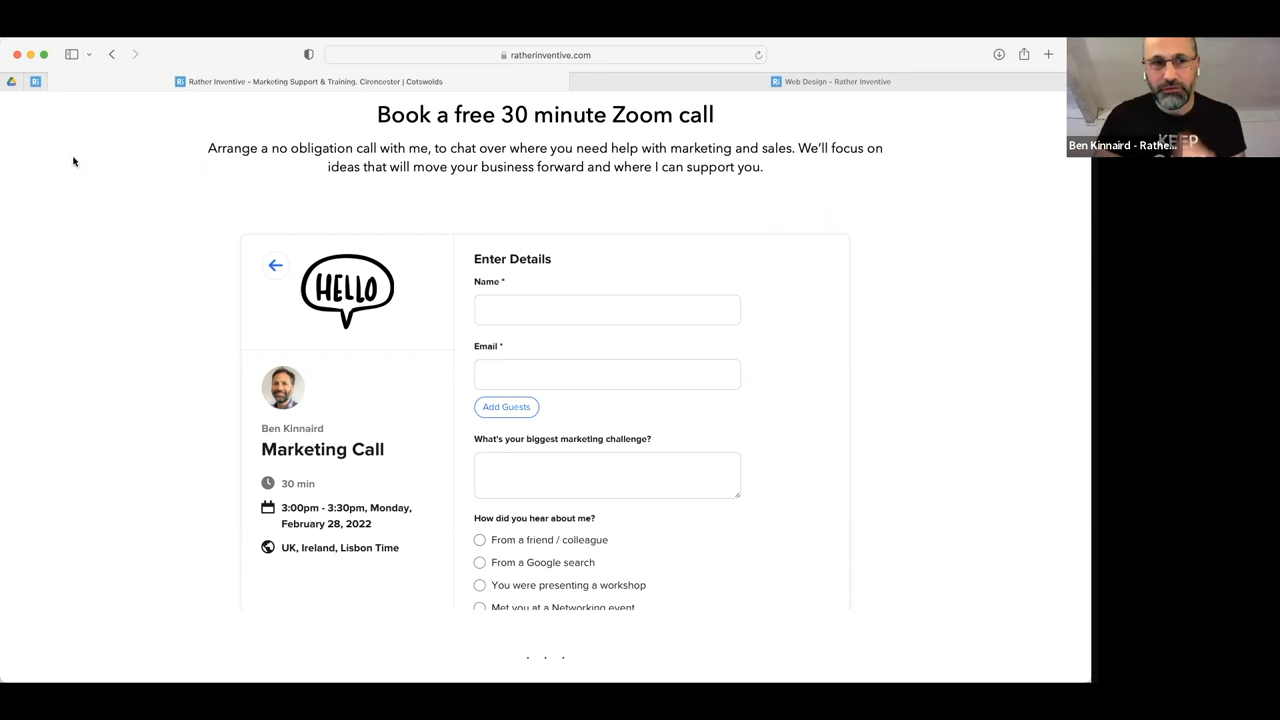 ratherinventive.com
Ri
Ri Rather Inventive - Marketing Support & Training. Cirencester | Cotswolds
Ri Web Design - Rather Inventive
KEEP
Ben Kinnaird - Rathe...
Book a free 30 minute Zoom call
Arrange a no obligation call with me, to chat over where you need help with marketing and sales. We'll focus on
ideas that will move your business forward and where I can support you.
HELLO
Ben Kinnaird
Marketing Call
30 min
3:00pm - 3:30pm, Monday,
February 28, 2022
UK, Ireland, Lisbon Time
Enter Details
Name *
Email *
Add Guests
What's your biggest marketing challenge?
How did you hear about me?
From a friend / colleague
From a Google search
You were presenting a workshop
Met you at a Networking event
. . .